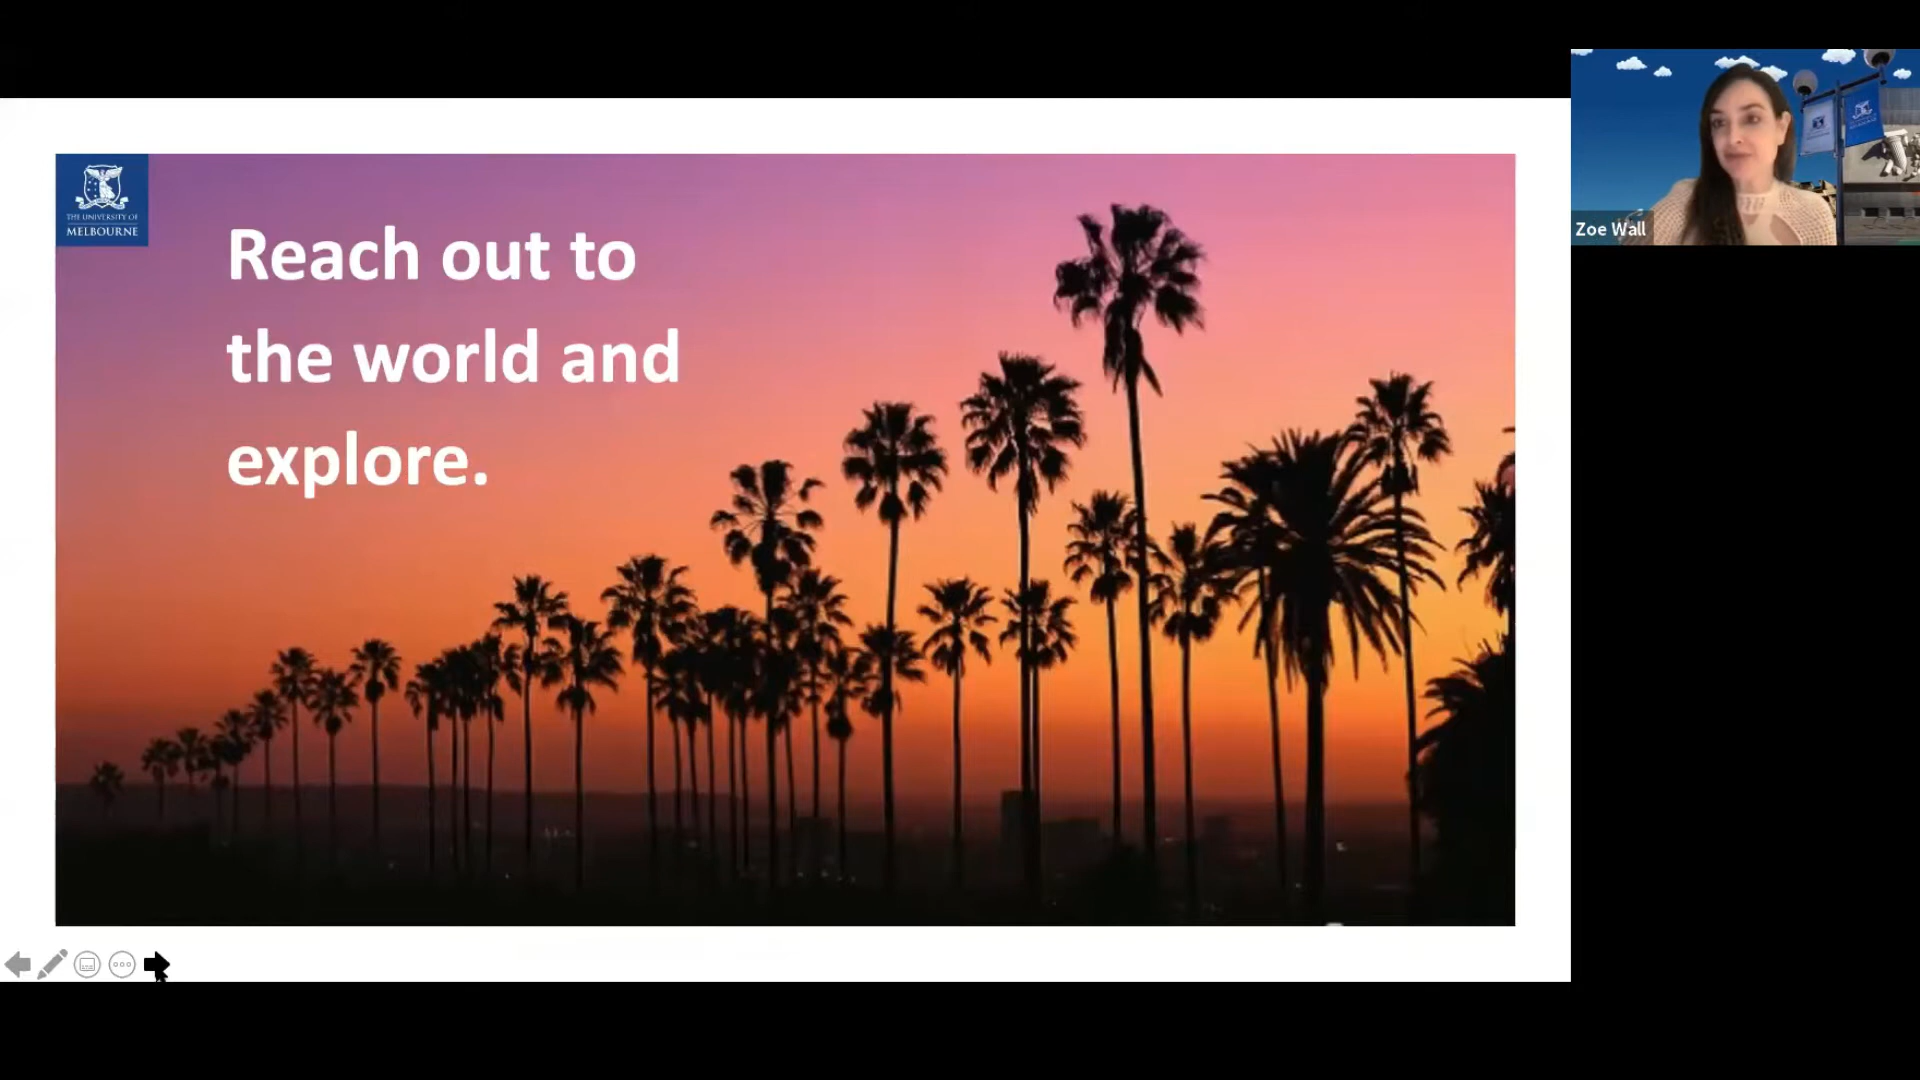 THE UNIVERSITY OF
MELBOURNE
Reach out to
the world and
explore.
Zoe Wall